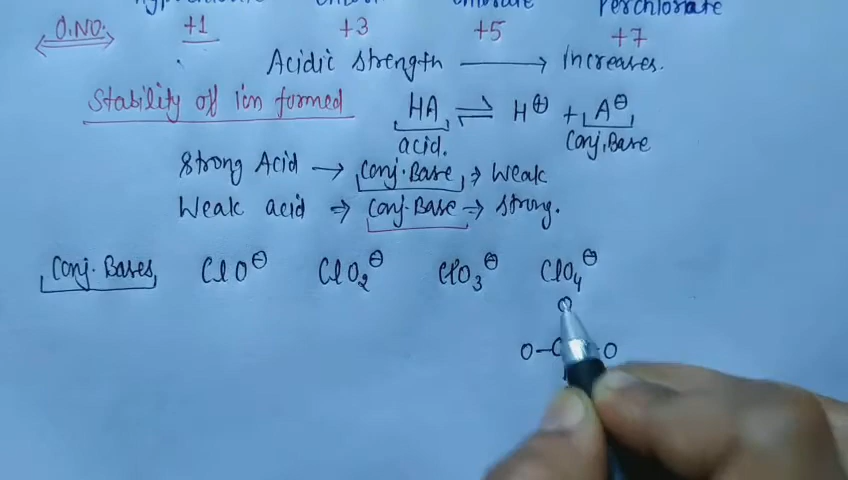 Perchlorate
O.NO. +1 +3 +5 +7
Acidic strength ⟶ increases.
Stability of ion formed HA ⇌ H⊕ + A⊖
acid. Conj. Base
Strong Acid → Conj. Base → Weak
Weak acid ⇒ Conj. Base ⇒ strong.
Conj. Bases ClO⊖ ClO₂⊖ ClO₃⊖ ClO₄⊖
O
O-C -O